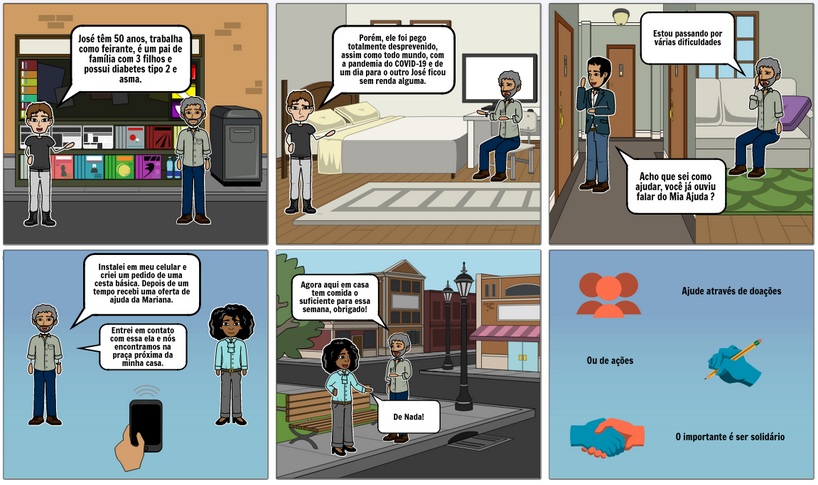 José têm 50 anos, trabalha
como feirante, é um pai de
família com 3 filhos e
possui diabetes tipo 2 e
asma.
Porém, ele foi pego
totalmente desprevenido,
assim como todo mundo, com
a pandemia do COVID-19 e de
um dia para o outro José ficou
sem renda alguma.
Estou passando por
várias dificuldades
Acho que sei como
ajudar, você já ouviu
falar do Mia Ajuda ?
Instalei em meu celular e
criei um pedido de uma
cesta básica. Depois de um
tempo recebi uma oferta de
ajuda da Mariana.
Entrei em contato
com essa ela e nós
encontramos na
praça próxima da
minha casa.
Agora aqui em casa
tem comida o
suficiente para essa
semana, obrigado!
De Nada!
Ajude através de doações
Ou de ações
O importante é ser solidário